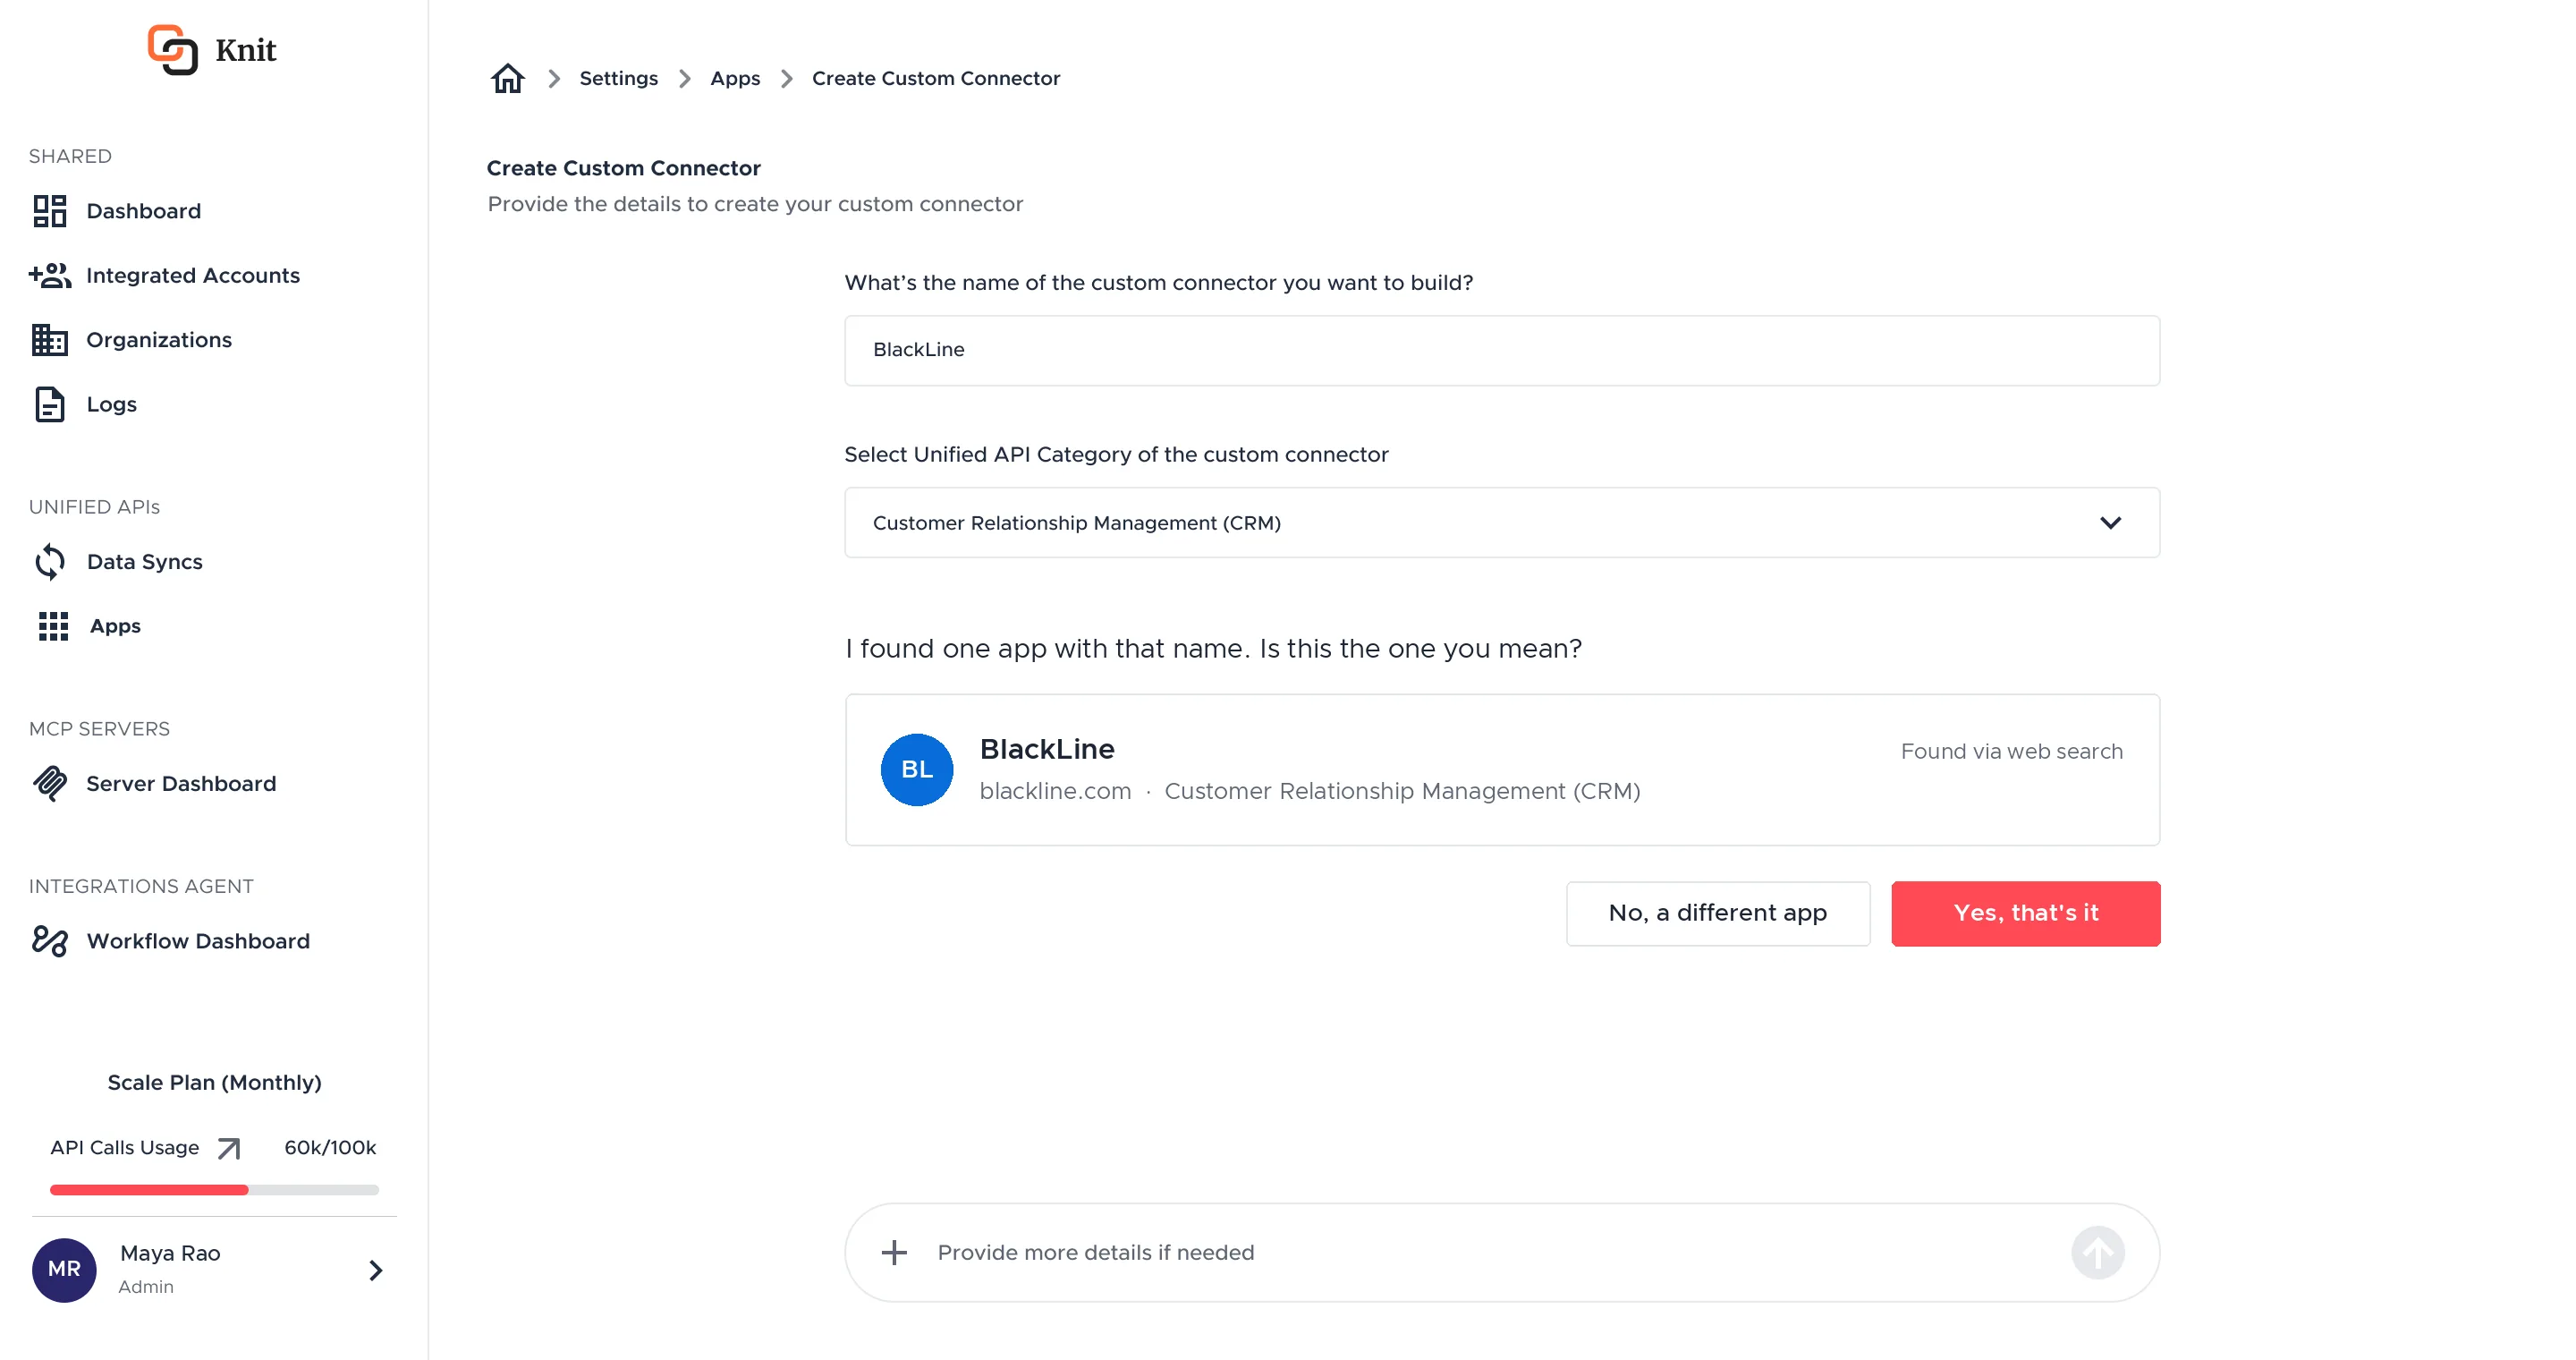 Knit
SHARED
Dashboard
Integrated Accounts
Organizations
Logs
UNIFIED APIs
Data Syncs
Apps
MCP SERVERS
Server Dashboard
INTEGRATIONS AGENT
Workflow Dashboard
Scale Plan (Monthly)
API Calls Usage 60k/100k
MR
Maya Rao
Admin
Settings Apps Create Custom Connector
Create Custom Connector
Provide the details to create your custom connector
What’s the name of the custom connector you want to build?
BlackLine
Select Unified API Category of the custom connector
Customer Relationship Management (CRM)
I found one app with that name. Is this the one you mean?
BL
BlackLine
Found via web search
blackline.com · Customer Relationship Management (CRM)
No, a different app
Yes, that's it
Provide more details if needed